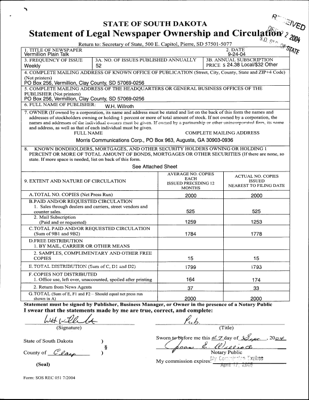 STATE OF SOUTH DAKOTA
Statement of Legal Newspaper Ownership and Circulation
Return to: Secretary of State, 500 E. Capitol, Pierre, SD 57501-5077
1. TITLE OF NEWSPAPER
Vermillion Plain Talk
2. DATE
9-24-04
3. FREQUENCY OF ISSUE
Weekly
3A. NO. OF ISSUES PUBLISHED ANNUALLY
52
3B. ANNUAL SUBSCRIPTION
PRICE $ 24.38 Local/$32 Other
4. COMPLETE MAILING ADDRESS OF KNOWN OFFICE OF PUBLICATION (Street, City, County, State and ZIP+4 Code)
(Not printers)
PO Box 256, Vermillion, Clay County, SD 57069-0256
5. COMPLETE MAILING ADDRESS OF THE HEADQUARTERS OR GENERAL BUSINESS OFFICES OF THE
PUBLISHER (Not printers)
PO Box 256, Vermillion, Clay County, SD 57069-0256
6. FULL NAME OF PUBLISHER: W.H. Willroth
7. OWNER (If owned by a corporation, its name and address must be stated and also on the back of this form the names and
addresses of stockholders owning or holding 1 percent or more of total amount of stock. If not owned by a corporation, the
names and addresses of the individual owners must be given. If owned by a partnership or other unincorporated firm, its name
and address, as well as that of each individual must be given.
FULL NAME COMPLETE MAILING ADDRESS
Morris Communications Corp., PO Box 963, Augusta, GA 30903-0936
8. KNOWN BONDHOLDERS, MORTGAGES, AND OTHER SECURITY HOLDERS OWNING OR HOLDING 1
PERCENT OR MORE OF TOTAL AMOUNT OF BONDS, MORTGAGES OR OTHER SECURITIES (If there are none, so
state. If more space is needed, list on back of this form.
See Attached Sheet
9. EXTENT AND NATURE OF CIRCULATION
AVERAGE NO. COPIES
EACH
ISSUED PRECEDING 12
MONTHS
ACTUAL NO. COPIES
ISSUED
NEAREST TO FILING DATE
A. TOTAL NO. COPIES (Net Press Run) 2000 2000
B. PAID AND/OR REQUESTED CIRCULATION
1. Sales through dealers and carriers, street vendors and
counter sales. 525 525
2. Mail Subscription
(Paid and or requested) 1259 1253
C. TOTAL PAID AND/OR REQUESTED CIRCULATION
(Sum of 9B1 and 9B2) 1784 1778
D. FREE DISTRIBUTION
1. BY MAIL, CARRIER OR OTHER MEANS
2. SAMPLES, COMPLIMENTARY AND OTHER FREE
COPIES 15 15
E. TOTAL DISTRIBUTION (Sum of C, D1 and D2) 1799 1793
F. COPIES NOT DISTRIBUTED
1. Office use, left over, unaccounted, spoiled after printing 164 174
2. Return from News Agents 37 33
G. TOTAL (Sum of E, F1 and F2 - Should equal net press run
shown in A) 2000 2000
Statement must be signed by Publisher, Business Manager, or Owner in the presence of a Notary Public
I swear that the statements made by me are true, correct, and complete:
Pub.
(Signature) (Title)
State of South Dakota )
§
County of Clay )
Sworn to before me this 27 day of Sept. 2004
Notary Public
(Seal)
My commission expires:
Form: SOS REC 051 7/2004